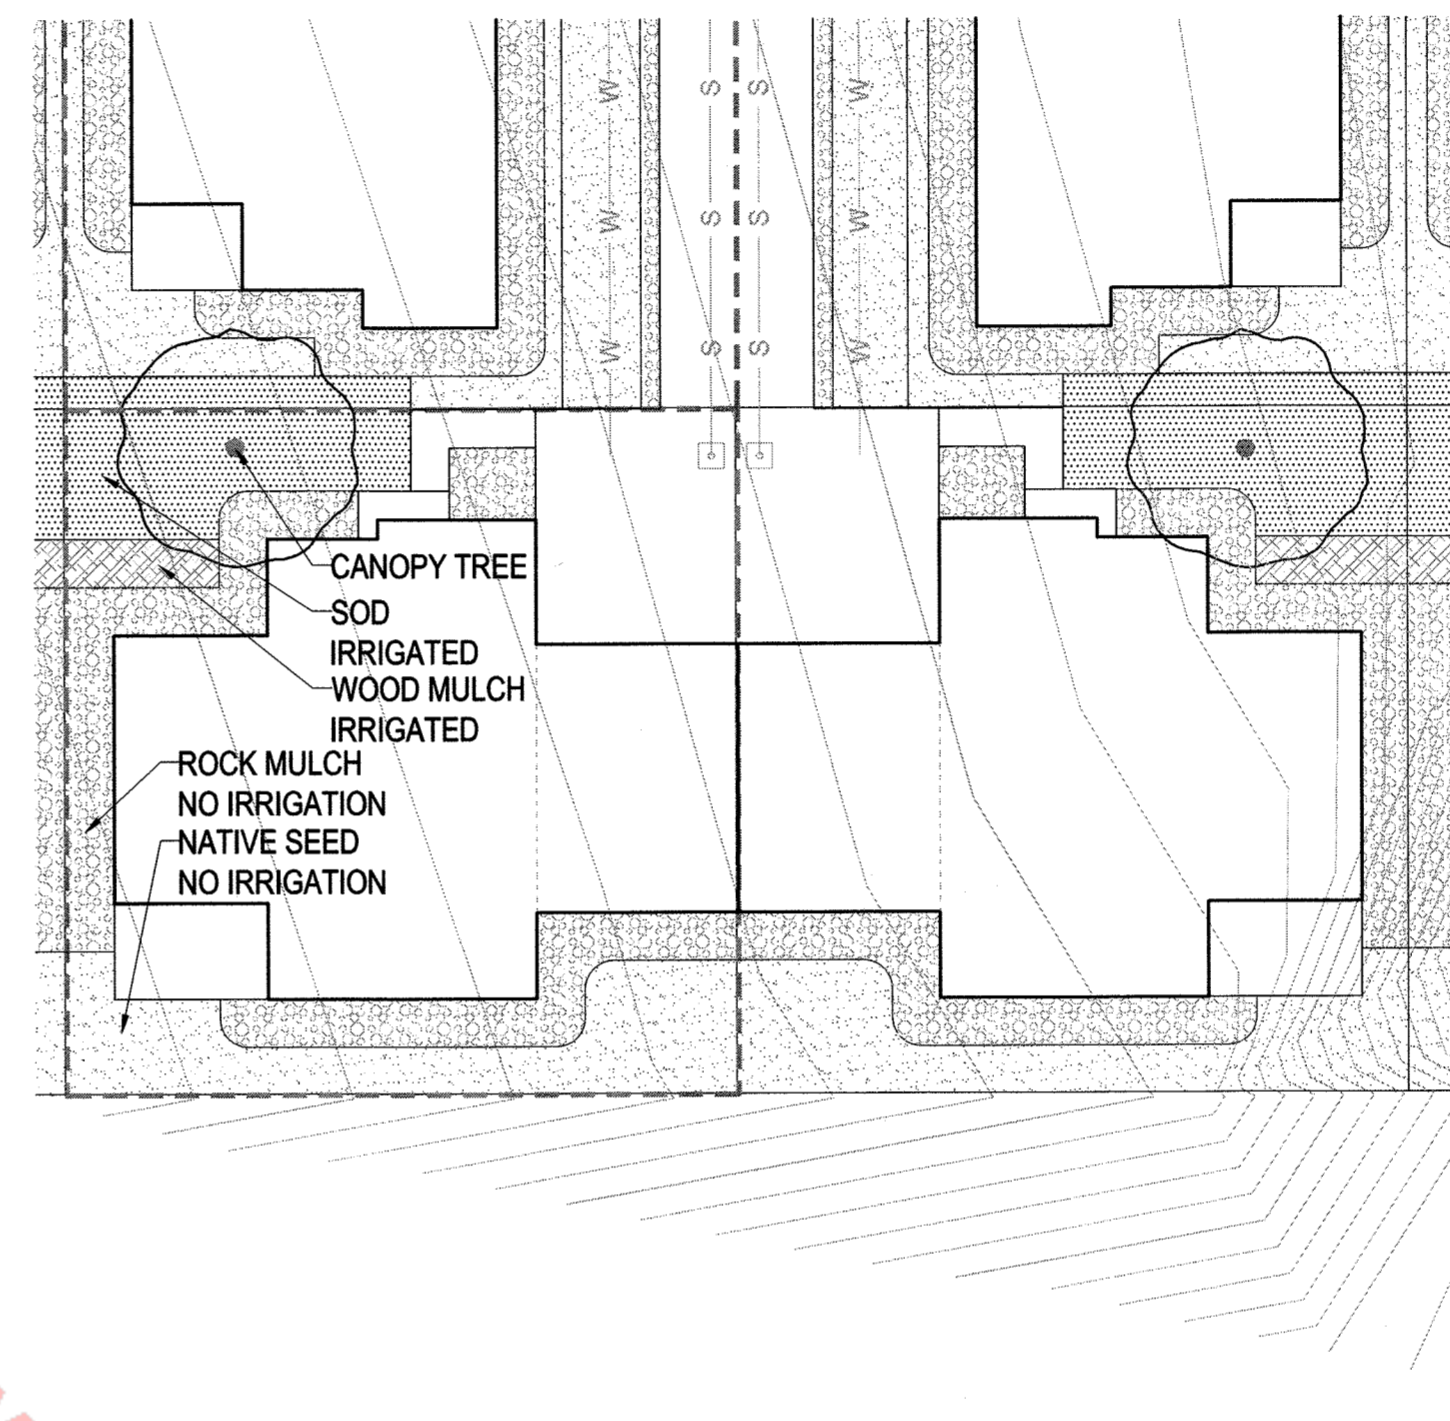 W S S W
W S S W
W S S W
CANOPY TREE
SOD
IRRIGATED
WOOD MULCH
IRRIGATED
ROCK MULCH
NO IRRIGATION
NATIVE SEED
NO IRRIGATION